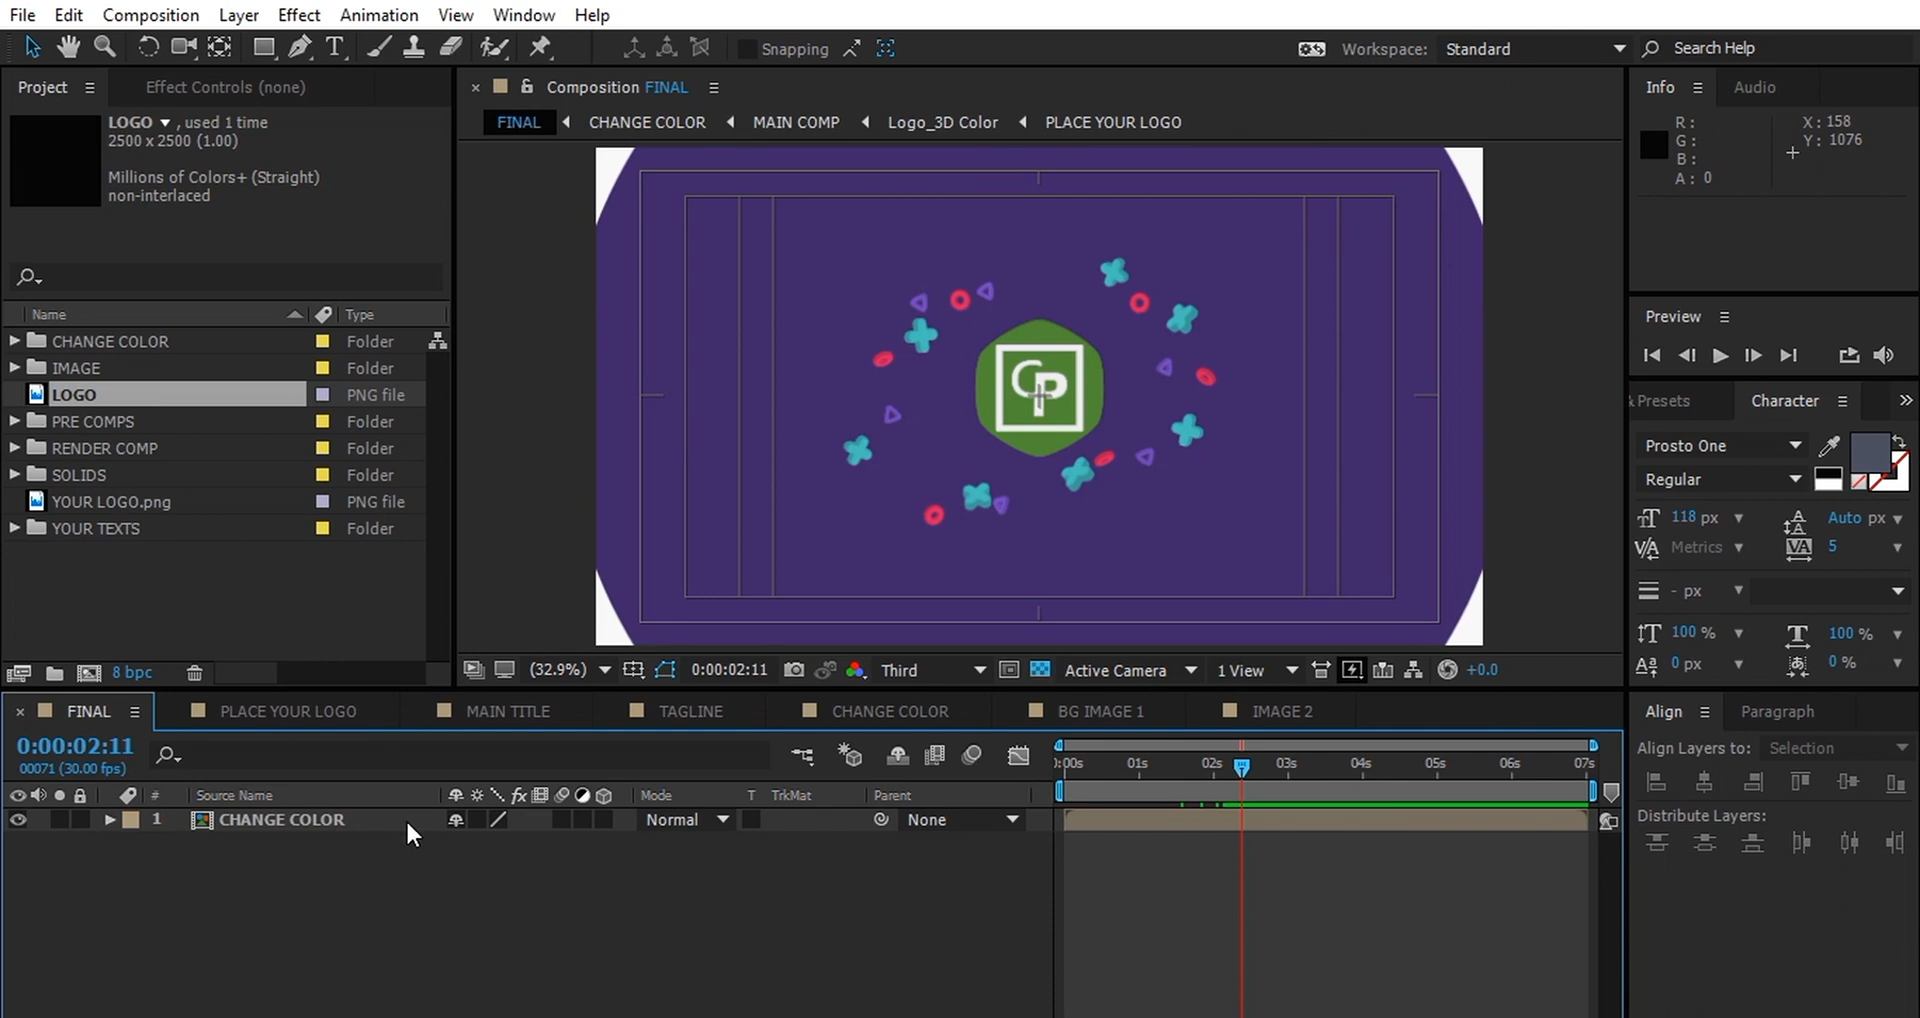 File Edit Composition Layer Effect Animation View Window Help
Snapping Workspace: Standard Search Help
Project Effect Controls (none)
LOGO , used 1 time
2500 x 2500 (1.00)
Millions of Colors+ (Straight)
non-interlaced
Name Type
CHANGE COLOR Folder
IMAGE Folder
LOGO PNG file
PRE COMPS Folder
RENDER COMP Folder
SOLIDS Folder
YOUR LOGO.png PNG file
YOUR TEXTS Folder
8 bpc
Composition FINAL
FINAL CHANGE COLOR MAIN COMP Logo_3D Color PLACE YOUR LOGO
CP
(32.9%) 0:00:02:11 Third Active Camera 1 View +0.0
Info Audio
R: X: 158
G: Y: 1076
B:
A: 0
Preview
& Presets Character
Prosto One
Regular
118 px Auto px
Metrics 5
- px
100 % 100 %
0 px 0 %
FINAL PLACE YOUR LOGO MAIN TITLE TAGLINE CHANGE COLOR BG IMAGE 1 IMAGE 2
0:00:02:11
00071 (30.00 fps)
):00s 01s 02s 03s 04s 05s 06s 07s
# Source Name fx Mode T TrkMat Parent
1 CHANGE COLOR Normal None
Align Paragraph
Align Layers to: Selection
Distribute Layers: